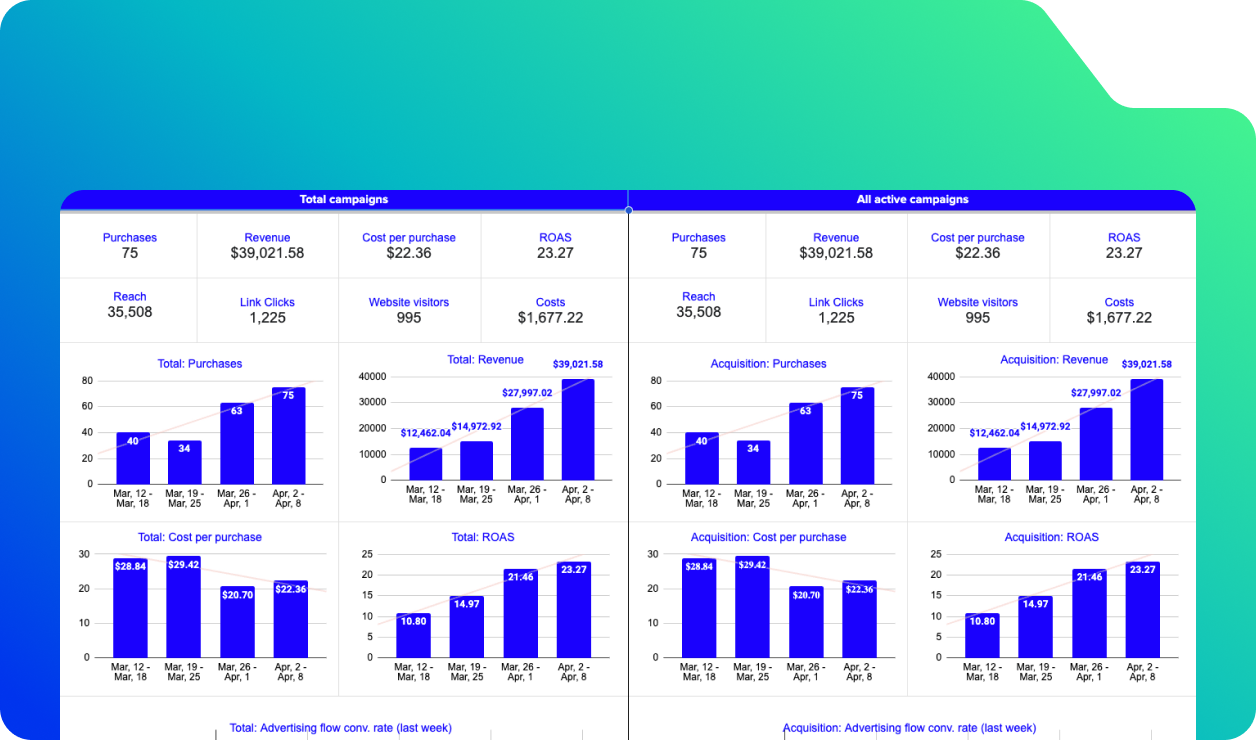 Total campaigns
All active campaigns
Purchases
75
Revenue
$39,021.58
Cost per purchase
$22.36
ROAS
23.27
Purchases
75
Revenue
$39,021.58
Cost per purchase
$22.36
ROAS
23.27
Reach
35,508
Link Clicks
1,225
Website visitors
995
Costs
$1,677.22
Reach
35,508
Link Clicks
1,225
Website visitors
995
Costs
$1,677.22
Total: Purchases
80
60
40
20
0
40
34
63
75
Mar, 12 -
Mar, 18
Mar, 19 -
Mar, 25
Mar, 26 -
Apr, 1
Apr, 2 -
Apr, 8
Total: Revenue
40000
30000
20000
10000
0
$12,462.04
$14,972.92
$27,997.02
$39,021.58
Mar, 12 -
Mar, 18
Mar, 19 -
Mar, 25
Mar, 26 -
Apr, 1
Apr, 2 -
Apr, 8
Acquisition: Purchases
80
60
40
20
0
40
34
63
75
Mar, 12 -
Mar, 18
Mar, 19 -
Mar, 25
Mar, 26 -
Apr, 1
Apr, 2 -
Apr, 8
Acquisition: Revenue
40000
30000
20000
10000
0
$12,462.04
$14,972.92
$27,997.02
$39,021.58
Mar, 12 -
Mar, 18
Mar, 19 -
Mar, 25
Mar, 26 -
Apr, 1
Apr, 2 -
Apr, 8
Total: Cost per purchase
30
20
10
0
$28.84
$29.42
$20.70
$22.36
Mar, 12 -
Mar, 18
Mar, 19 -
Mar, 25
Mar, 26 -
Apr, 1
Apr, 2 -
Apr, 8
Total: ROAS
25
20
15
10
5
0
10.80
14.97
21.46
23.27
Mar, 12 -
Mar, 18
Mar, 19 -
Mar, 25
Mar, 26 -
Apr, 1
Apr, 2 -
Apr, 8
Acquisition: Cost per purchase
30
20
10
0
$28.84
$29.42
$20.70
$22.36
Mar, 12 -
Mar, 18
Mar, 19 -
Mar, 25
Mar, 26 -
Apr, 1
Apr, 2 -
Apr, 8
Acquisition: ROAS
25
20
15
10
5
0
10.80
14.97
21.46
23.27
Mar, 12 -
Mar, 18
Mar, 19 -
Mar, 25
Mar, 26 -
Apr, 1
Apr, 2 -
Apr, 8
Total: Advertising flow conv. rate (last week)
Acquisition: Advertising flow conv. rate (last week)